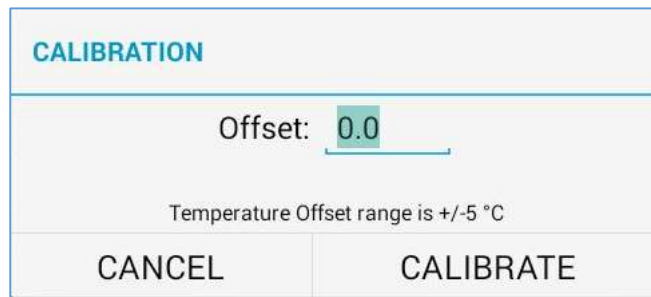 CALIBRATION
Offset: 0.0
Temperature Offset range is +/-5 °C
CANCEL CALIBRATE